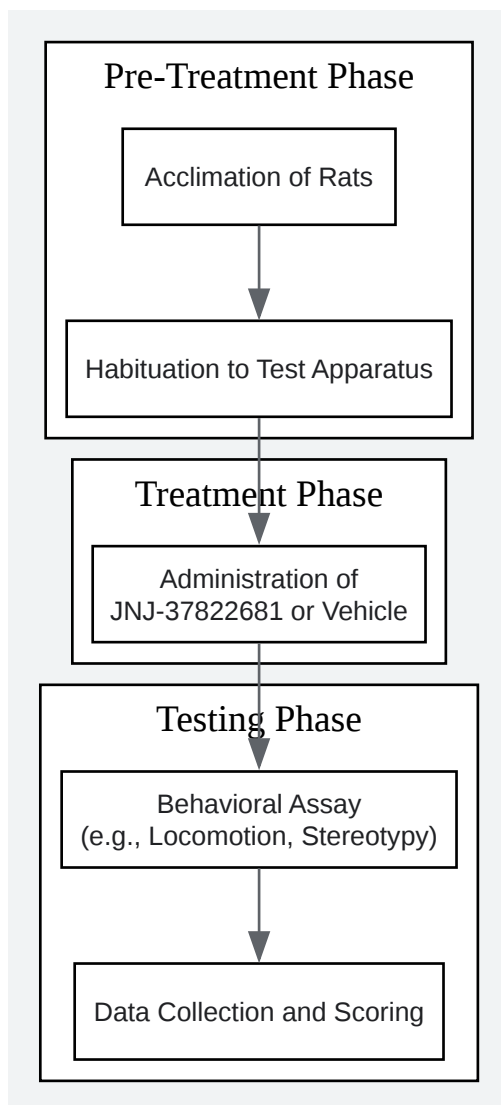 Pre-Treatment Phase
Acclimation of Rats
Habituation to Test Apparatus
Treatment Phase
Administration of
JNJ-37822681 or Vehicle
Testing Phase
Behavioral Assay
(e.g., Locomotion, Stereotypy)
Data Collection and Scoring